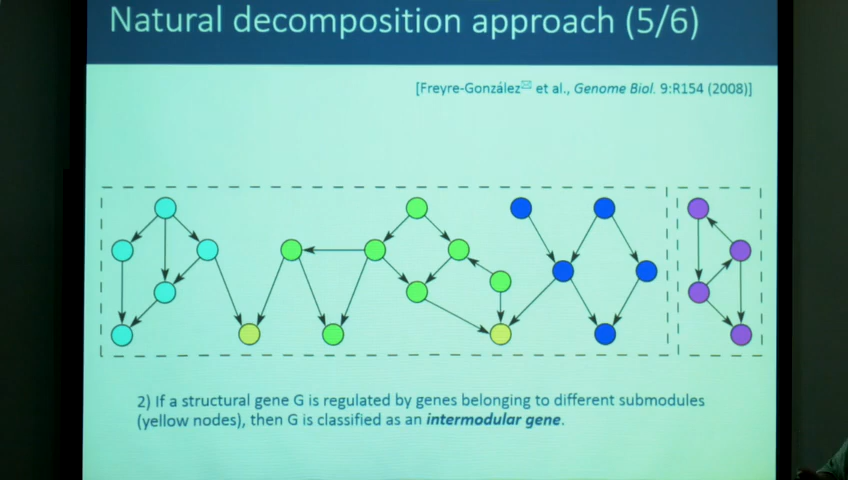 Natural decomposition approach (5/6)
[Freyre-González✉ et al., Genome Biol. 9:R154 (2008)]
2) If a structural gene G is regulated by genes belonging to different submodules
(yellow nodes), then G is classified as an intermodular gene.